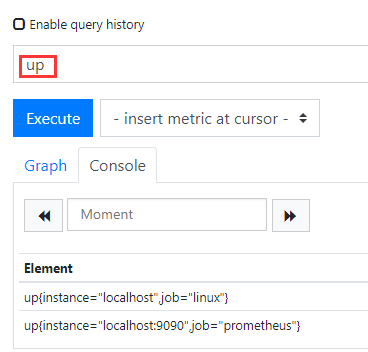 Enable query history
up
Execute
- insert metric at cursor -
Graph
Console
Moment
Element
up{instance="localhost",job="linux"}
up{instance="localhost:9090",job="prometheus"}